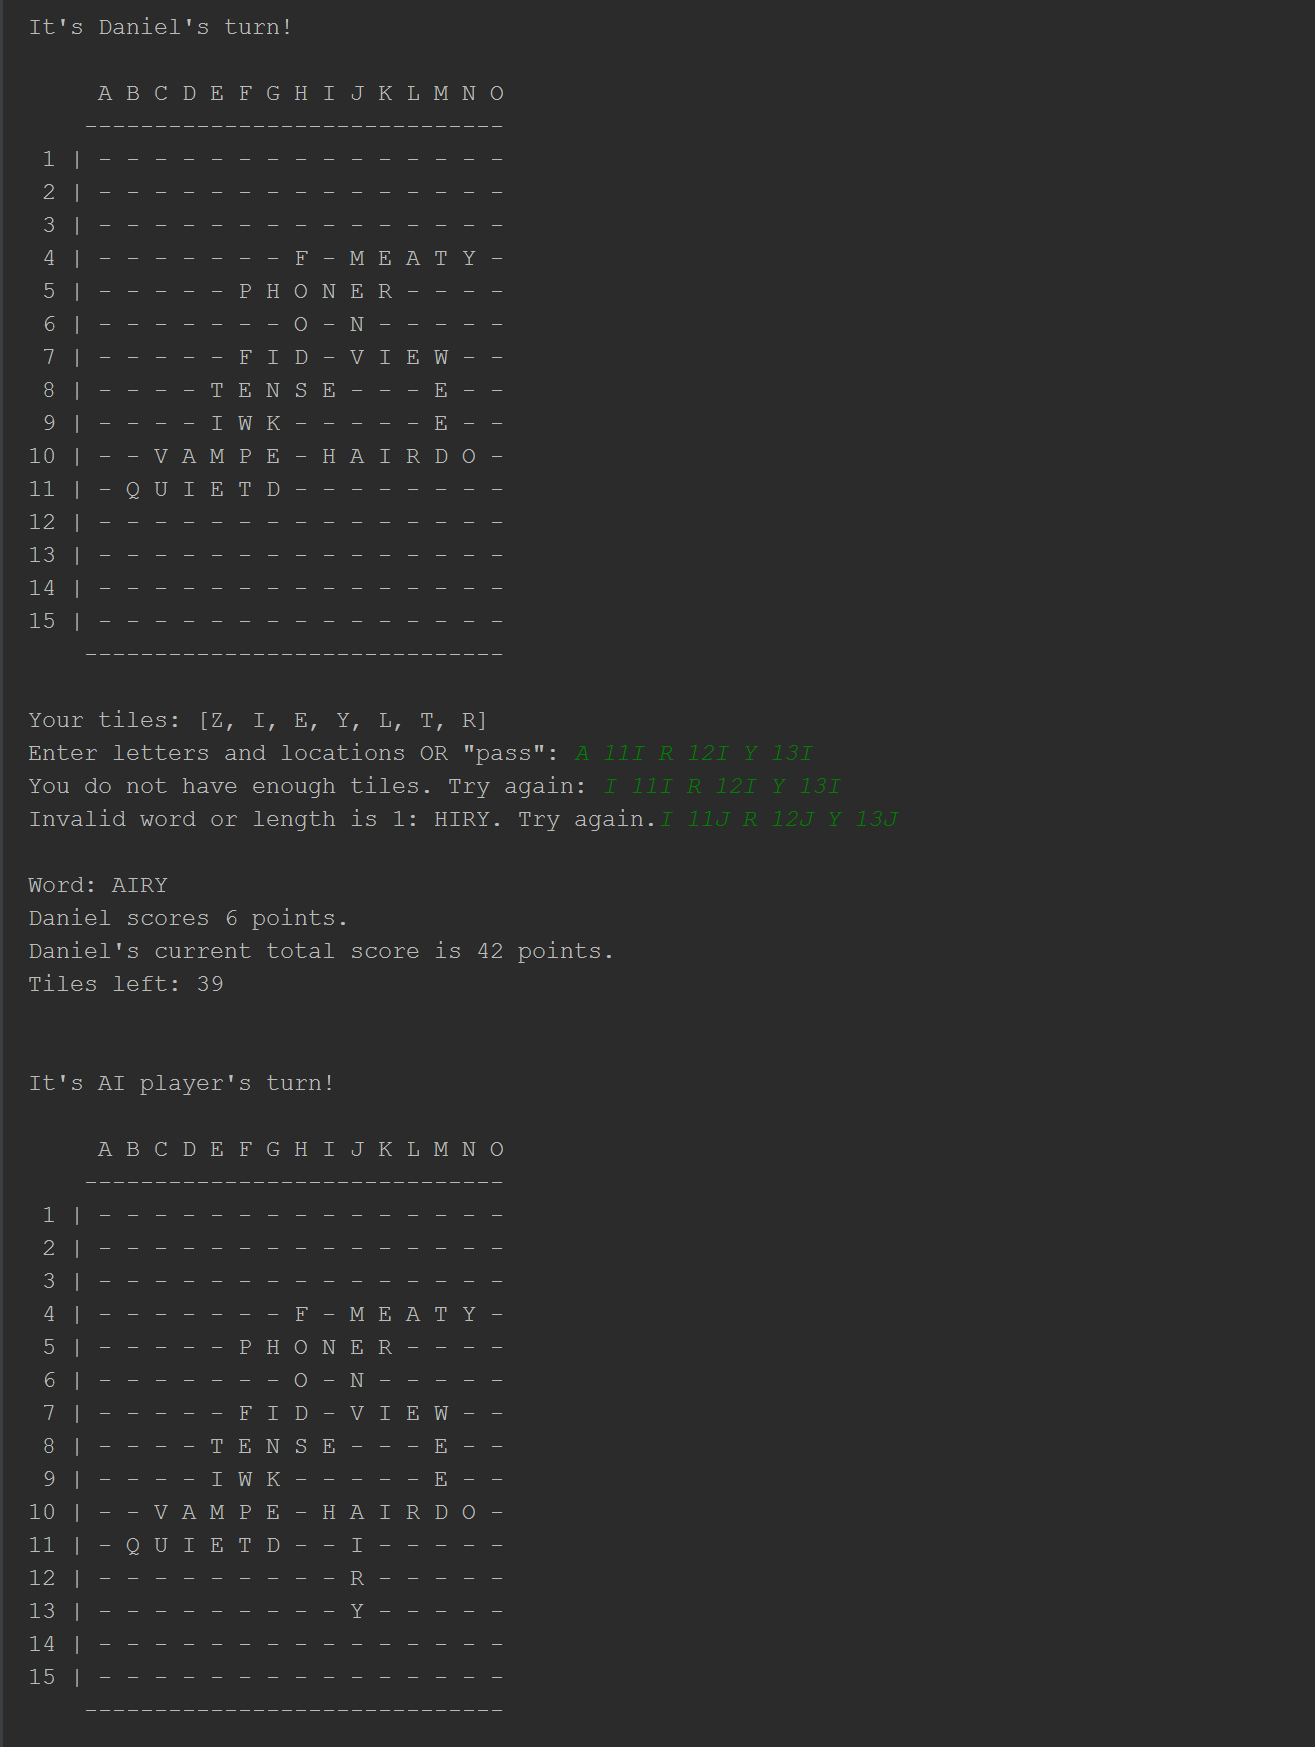 It's Daniel's turn!
A B C D E F G H I J K L M N O
------------------------------
1 | - - - - - - - - - - - - - - -
2 | - - - - - - - - - - - - - - -
3 | - - - - - - - - - - - - - - -
4 | - - - - - - - F - M E A T Y -
5 | - - - - - P H O N E R - - - -
6 | - - - - - - - O - N - - - - -
7 | - - - - - F I D - V I E W - -
8 | - - - - T E N S E - - - E - -
9 | - - - - I W K - - - - - E - -
10 | - - V A M P E - H A I R D O -
11 | - Q U I E T D - - - - - - - -
12 | - - - - - - - - - - - - - - -
13 | - - - - - - - - - - - - - - -
14 | - - - - - - - - - - - - - - -
15 | - - - - - - - - - - - - - - -
------------------------------
Your tiles: [Z, I, E, Y, L, T, R]
Enter letters and locations OR "pass": A 11I R 12I Y 13I
You do not have enough tiles. Try again: I 11I R 12I Y 13I
Invalid word or length is 1: HIRY. Try again.I 11J R 12J Y 13J
Word: AIRY
Daniel scores 6 points.
Daniel's current total score is 42 points.
Tiles left: 39
It's AI player's turn!
A B C D E F G H I J K L M N O
------------------------------
1 | - - - - - - - - - - - - - - -
2 | - - - - - - - - - - - - - - -
3 | - - - - - - - - - - - - - - -
4 | - - - - - - - F - M E A T Y -
5 | - - - - - P H O N E R - - - -
6 | - - - - - - - O - N - - - - -
7 | - - - - - F I D - V I E W - -
8 | - - - - T E N S E - - - E - -
9 | - - - - I W K - - - - - E - -
10 | - - V A M P E - H A I R D O -
11 | - Q U I E T D - - I - - - - -
12 | - - - - - - - - - R - - - - -
13 | - - - - - - - - - Y - - - - -
14 | - - - - - - - - - - - - - - -
15 | - - - - - - - - - - - - - - -
------------------------------